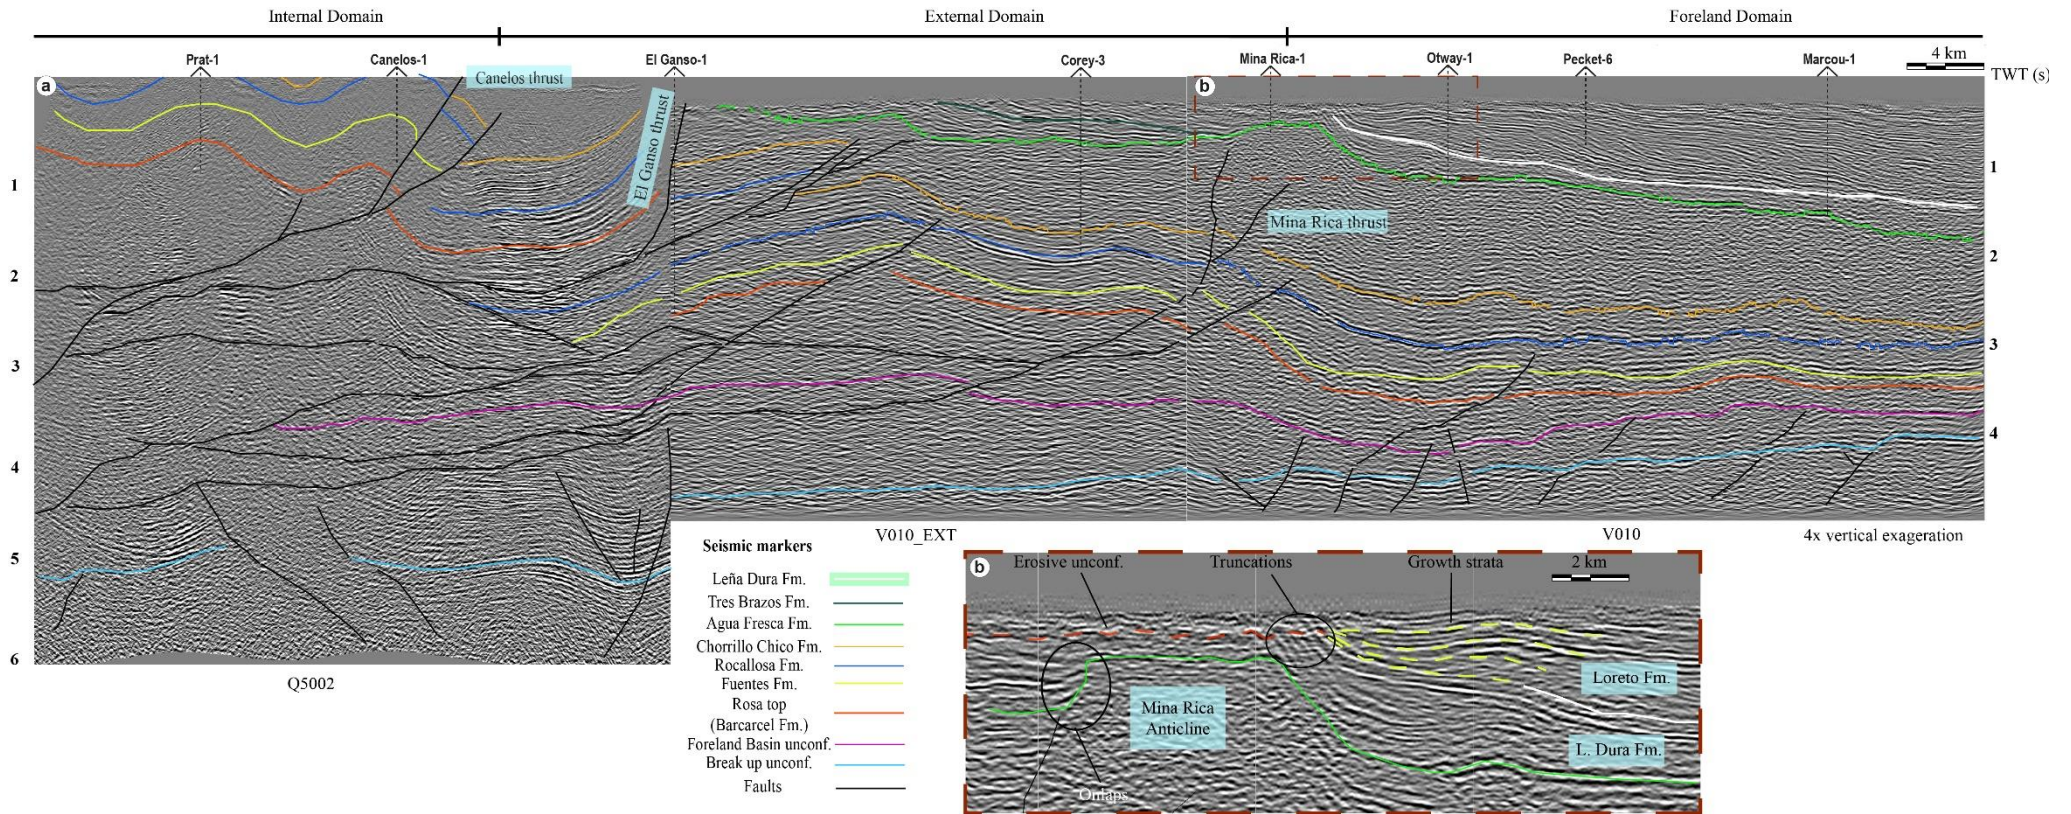 Internal Domain
External Domain
Foreland Domain
Prat-1
Canelos-1
El Ganso-1
Corey-3
Mina Rica-1
Otway-1
Pecket-6
Marcou-1
4 km
TWT (s)
a
Canelos thrust
b
El Ganso thrust
Mina Rica thrust
1
1
2
2
3
3
4
4
5
6
Q5002
V010_EXT
V010
4x vertical exageration
Seismic markers
Leña Dura Fm.
Tres Brazos Fm.
Agua Fresca Fm.
Chorrillo Chico Fm.
Rocallosa Fm.
Fuentes Fm.
Rosa top
(Barcarcel Fm.)
Foreland Basin unconf.
Break up unconf.
Faults
b
Erosive unconf.
Truncations
Growth strata
2 km
Loreto Fm.
Mina Rica
Anticline
L. Dura Fm.
Onlaps